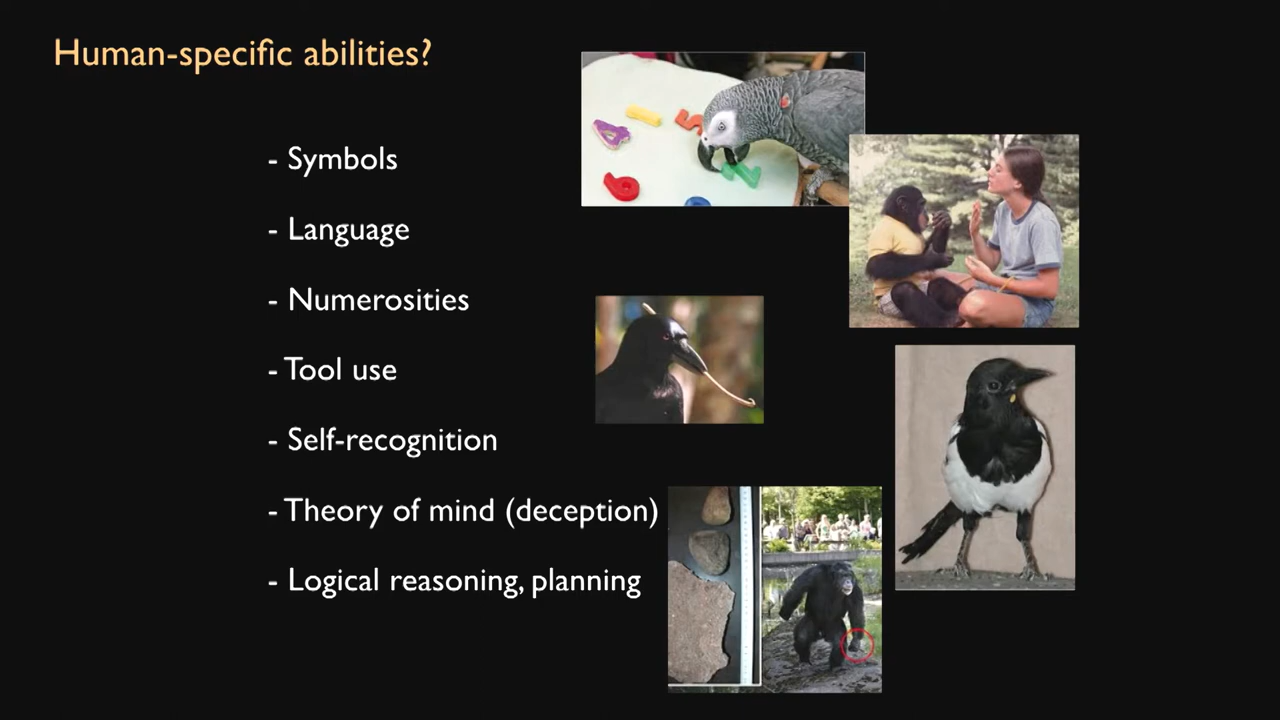 Human-specific abilities?
- Symbols
- Language
- Numerosities
- Tool use
- Self-recognition
- Theory of mind (deception)
- Logical reasoning, planning